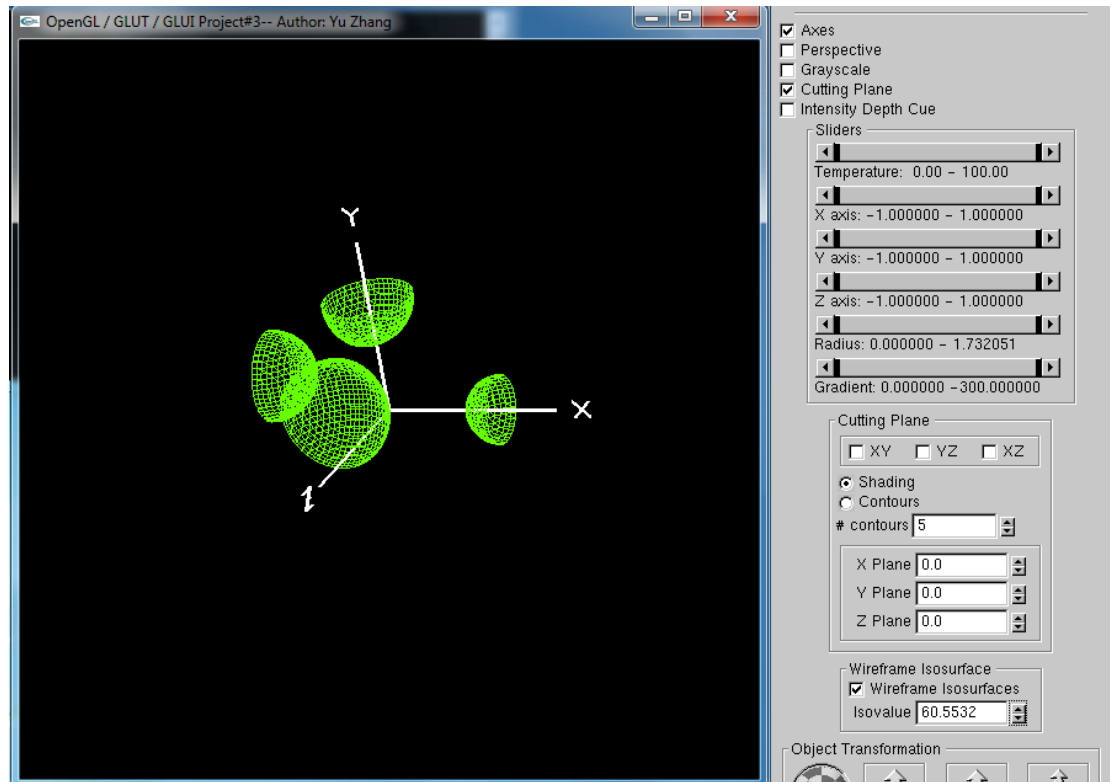 OpenGL / GLUT / GLUI Project#3-- Author: Yu Zhang
Y
X
Z
Axes
Perspective
Grayscale
Cutting Plane
Intensity Depth Cue
Sliders
Temperature: 0.00 - 100.00
X axis: -1.000000 - 1.000000
Y axis: -1.000000 - 1.000000
Z axis: -1.000000 - 1.000000
Radius: 0.000000 - 1.732051
Gradient: 0.000000 -300.000000
Cutting Plane
XY YZ XZ
Shading
Contours
# contours 5
X Plane 0.0
Y Plane 0.0
Z Plane 0.0
Wireframe Isosurface
Wireframe Isosurfaces
Isovalue 60.5532
Object Transformation